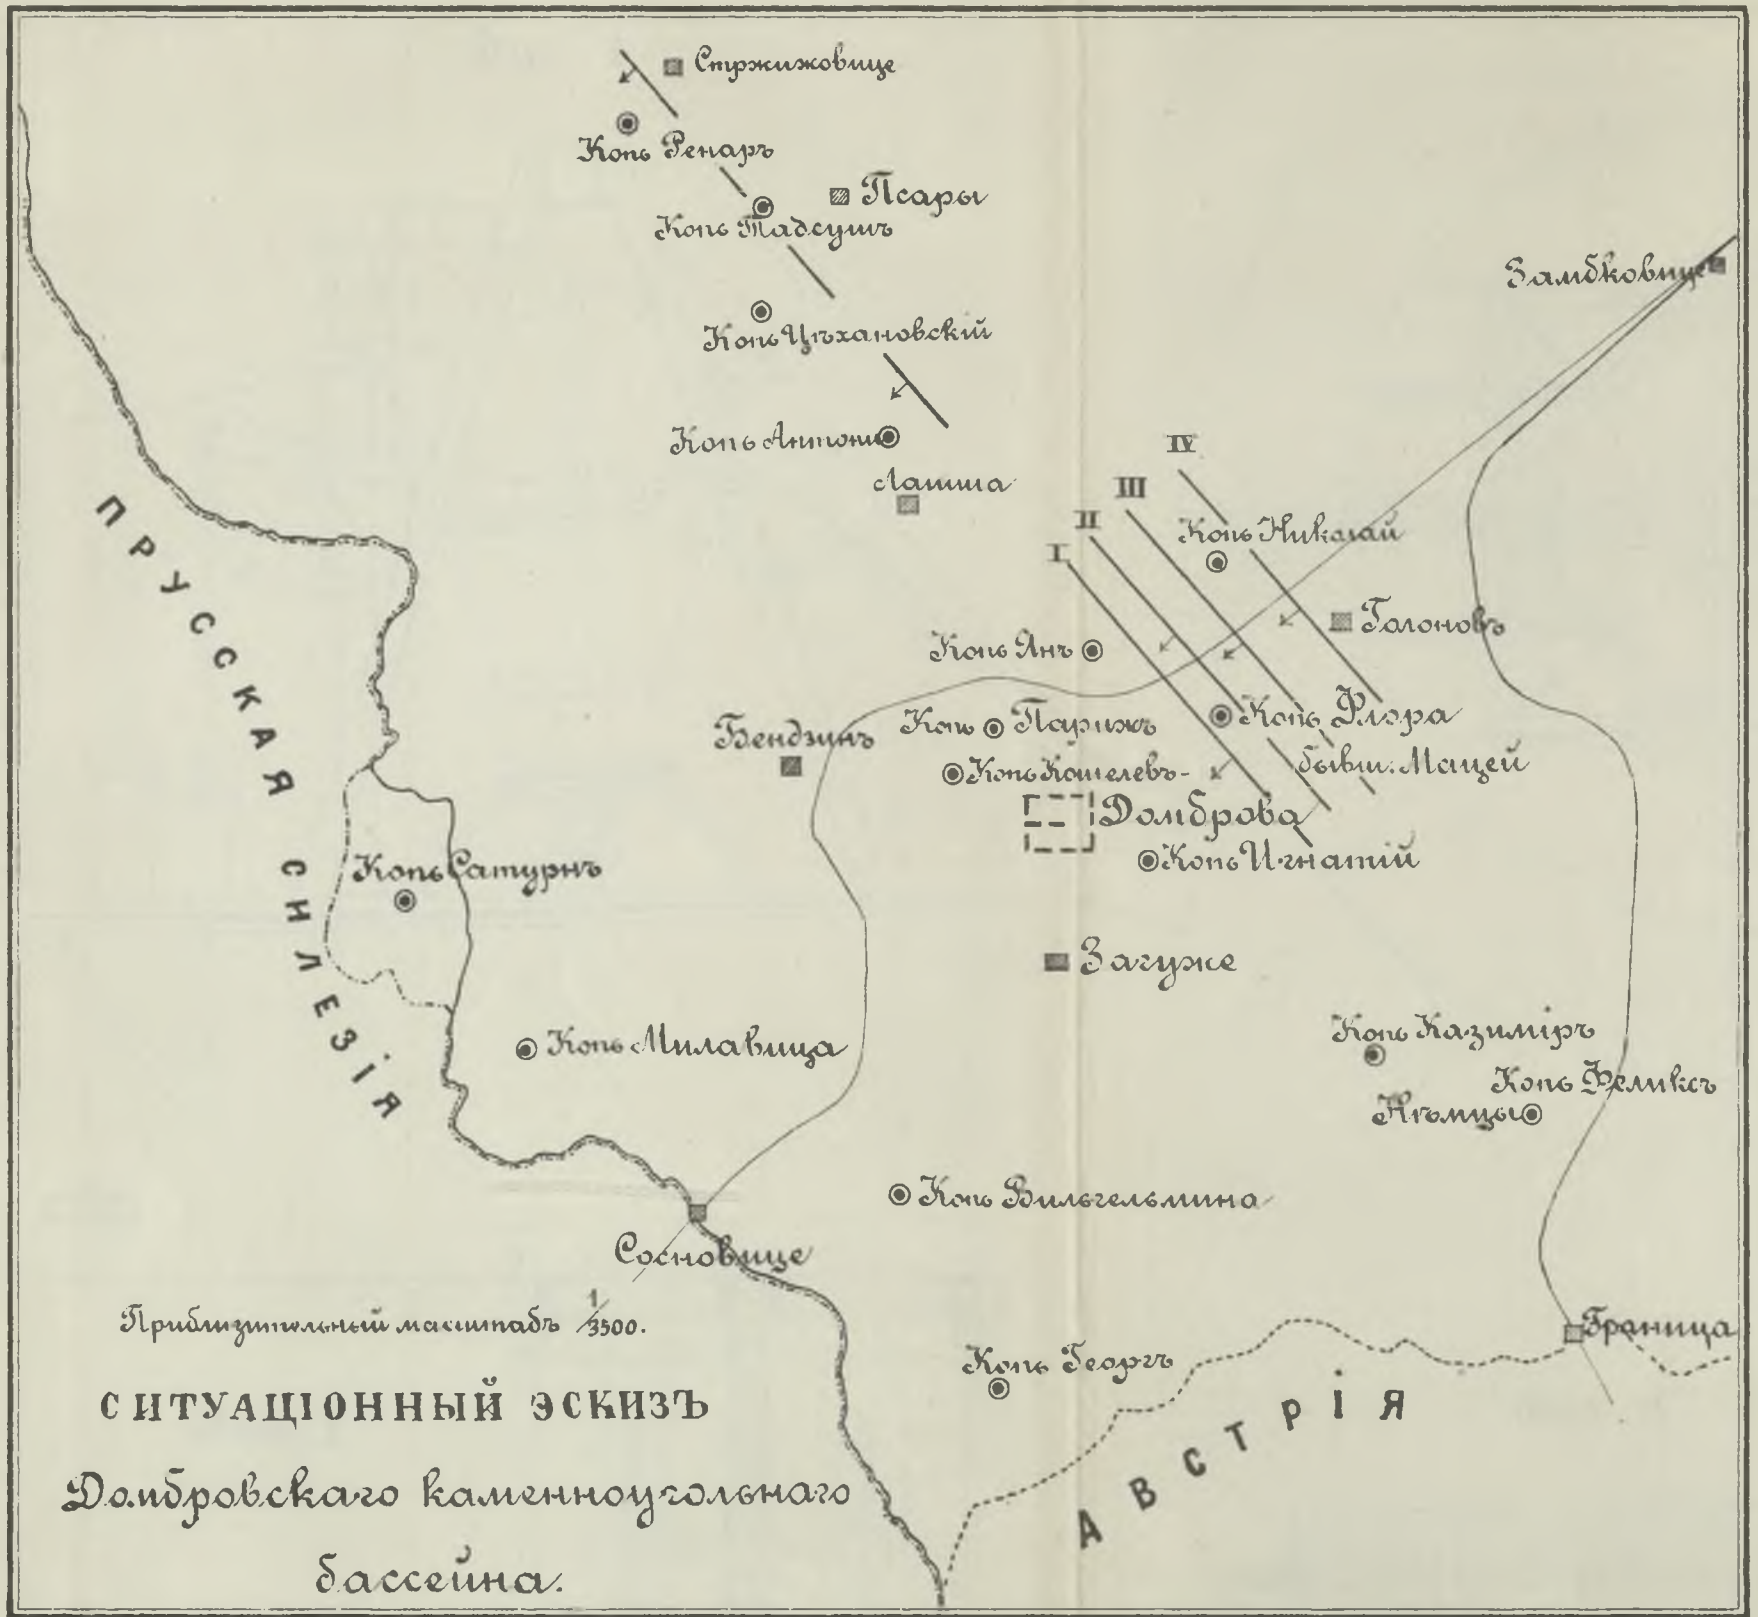 Стржижовице
Копь Ренаръ
Псары
Копь Тадеушъ
Замбковице
Копь Цѣхановскій
Копь Антони
Лагиша
IV
III
II
I
Копь Николай
Голоновъ
Копь Янъ
Копь Парижъ
Копь Флора
бывш. Мацей
Бендзинъ
Копь Кошелевъ
Домброва
Копь Игнатій
Копь Сатурнъ
ПРУССКАЯ СИЛЕЗІЯ
Загуже
Копь Милавица
Копь Казиміръ
Копь Феликсъ
Нѣмцы
Копь Вильгельмина
Сосновице
Приблизительный масштабъ 1/3500.
Граница
Копь Георгъ
АВСТРІЯ
СИТУАЦІОННЫЙ ЭСКИЗЪ
Домбровскаго каменноугольнаго
бассейна.